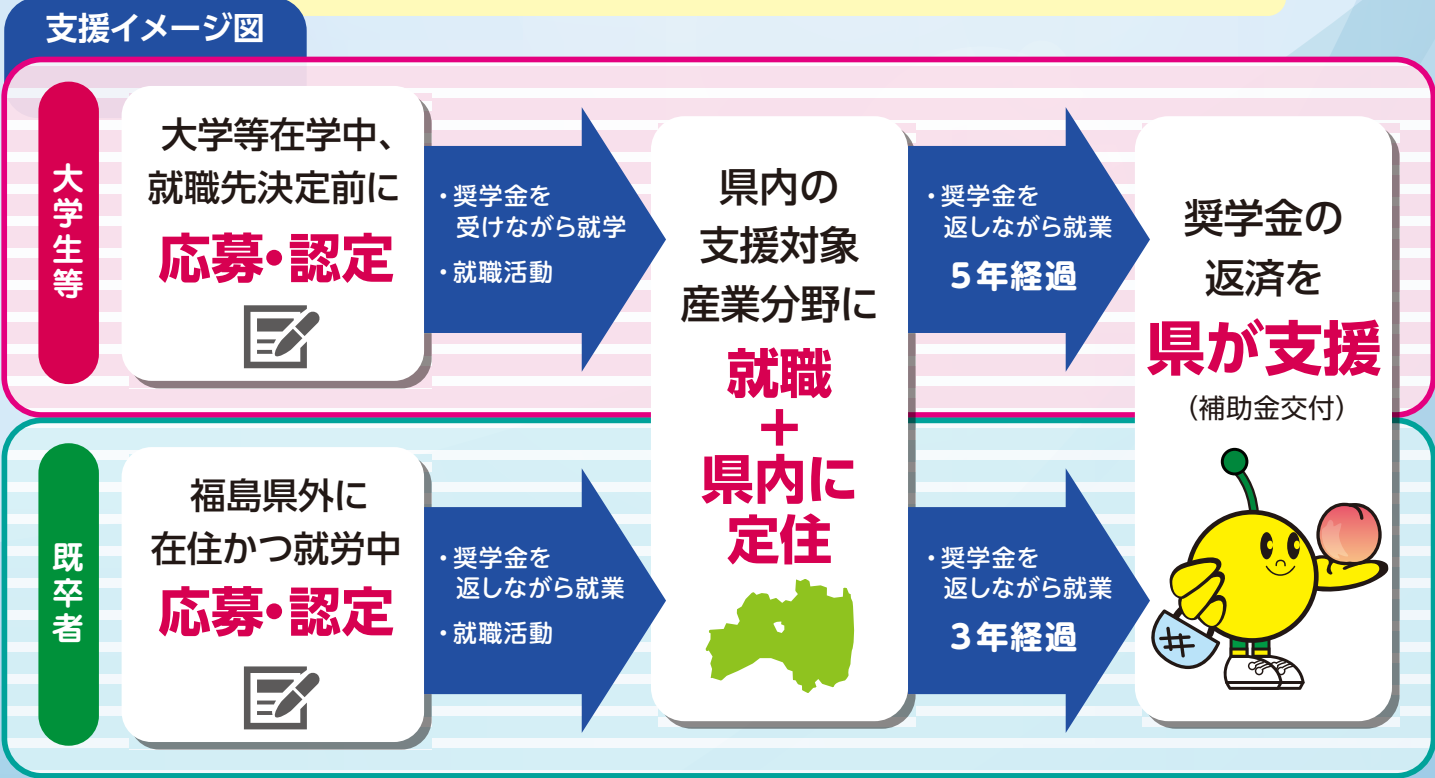 支援イメージ図
大学生等
大学等在学中、
就職先決定前に
応募・認定
・奨学金を
受けながら就学
・就職活動
県内の
支援対象
産業分野に
就職
＋
県内に
定住
・奨学金を
返しながら就業
5年経過
奨学金の
返済を
県が支援
（補助金交付）
既卒者
福島県外に
在住かつ就労中
応募・認定
・奨学金を
返しながら就業
・就職活動
・奨学金を
返しながら就業
3年経過